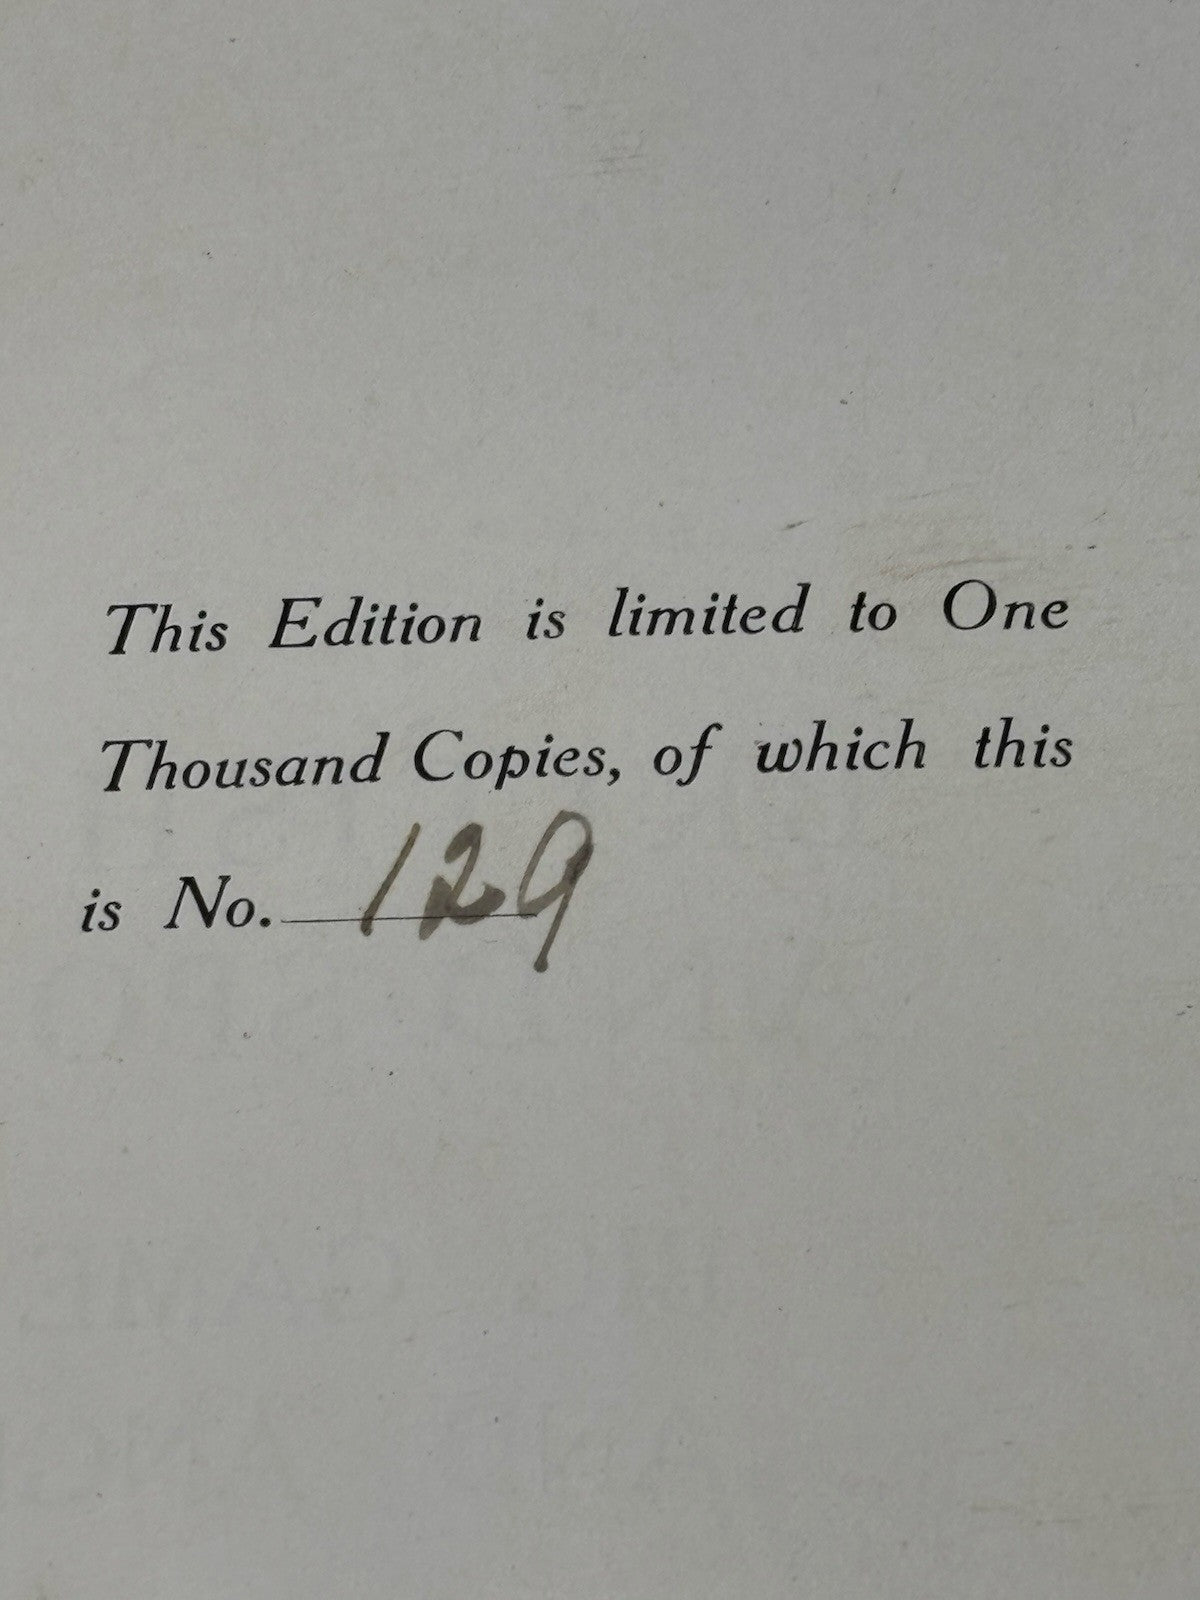 This Edition is limited to One
Thousand Copies, of which this
is No. 129